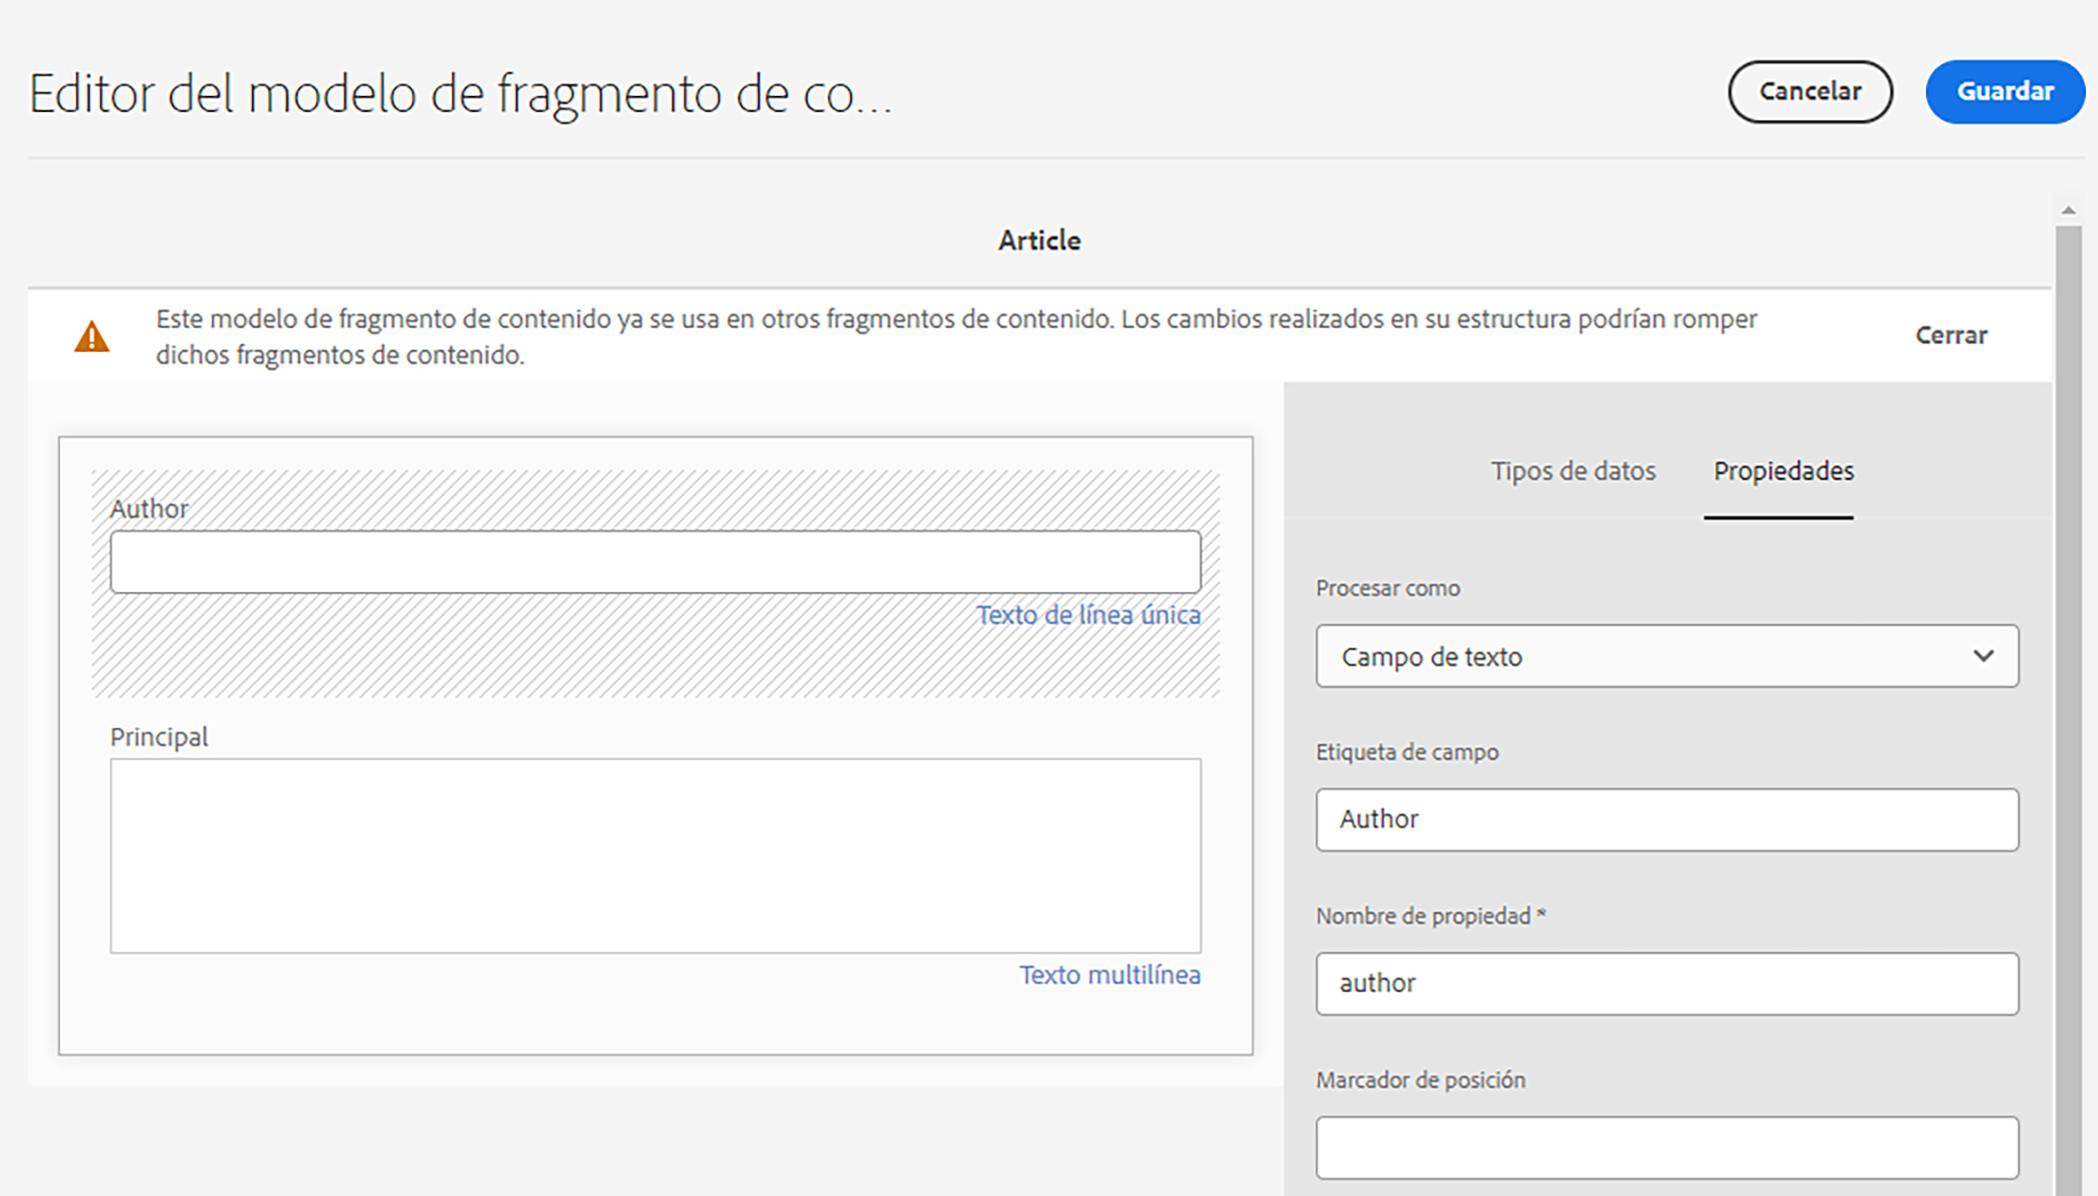 Editor del modelo de fragmento de co...
Cancelar
Guardar
Article
Este modelo de fragmento de contenido ya se usa en otros fragmentos de contenido. Los cambios realizados en su estructura podrían romper
dichos fragmentos de contenido.
Cerrar
Author
Texto de línea única
Principal
Texto multilínea
Tipos de datos
Propiedades
Procesar como
Campo de texto
Etiqueta de campo
Author
Nombre de propiedad *
author
Marcador de posición